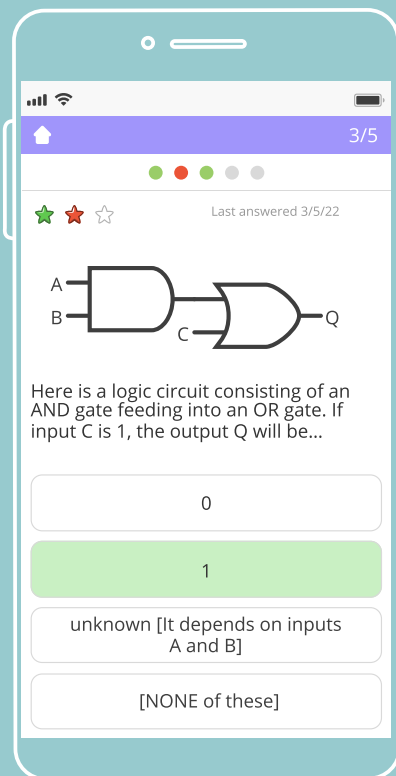 3/5
Last answered 3/5/22
A
B
C
Q
Here is a logic circuit consisting of an
AND gate feeding into an OR gate. If
input C is 1, the output Q will be...
0
1
unknown [It depends on inputs
A and B]
[NONE of these]